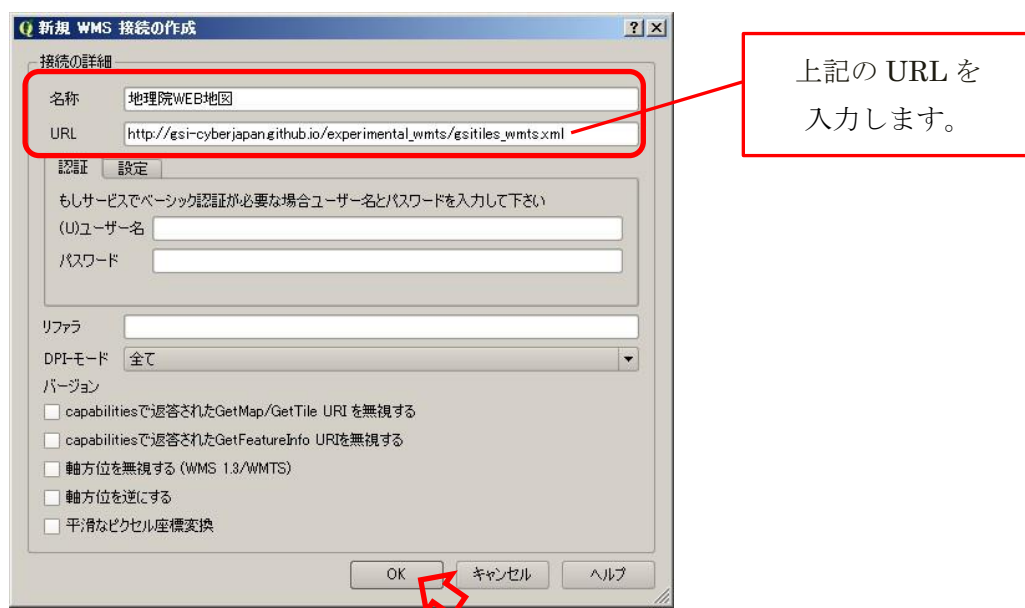 新規 WMS 接続の作成
接続の詳細
名称 地理院WEB地図
URL http://gsi-cyberjapan.github.io/experimental_wmts/gsitiles_wmts.xml
上記の URL を
入力します。
認証 設定
もしサービスでベーシック認証が必要な場合ユーザー名とパスワードを入力して下さい
(U)ユーザー名
パスワード
リファラ
DPI-モード 全て
バージョン
capabilitiesで返答されたGetMap/GetTile URI を無視する
capabilitiesで返答されたGetFeatureInfo URIを無視する
軸方位を無視する (WMS 1.3/WMTS)
軸方位を逆にする
平滑なピクセル座標変換
OK キャンセル ヘルプ